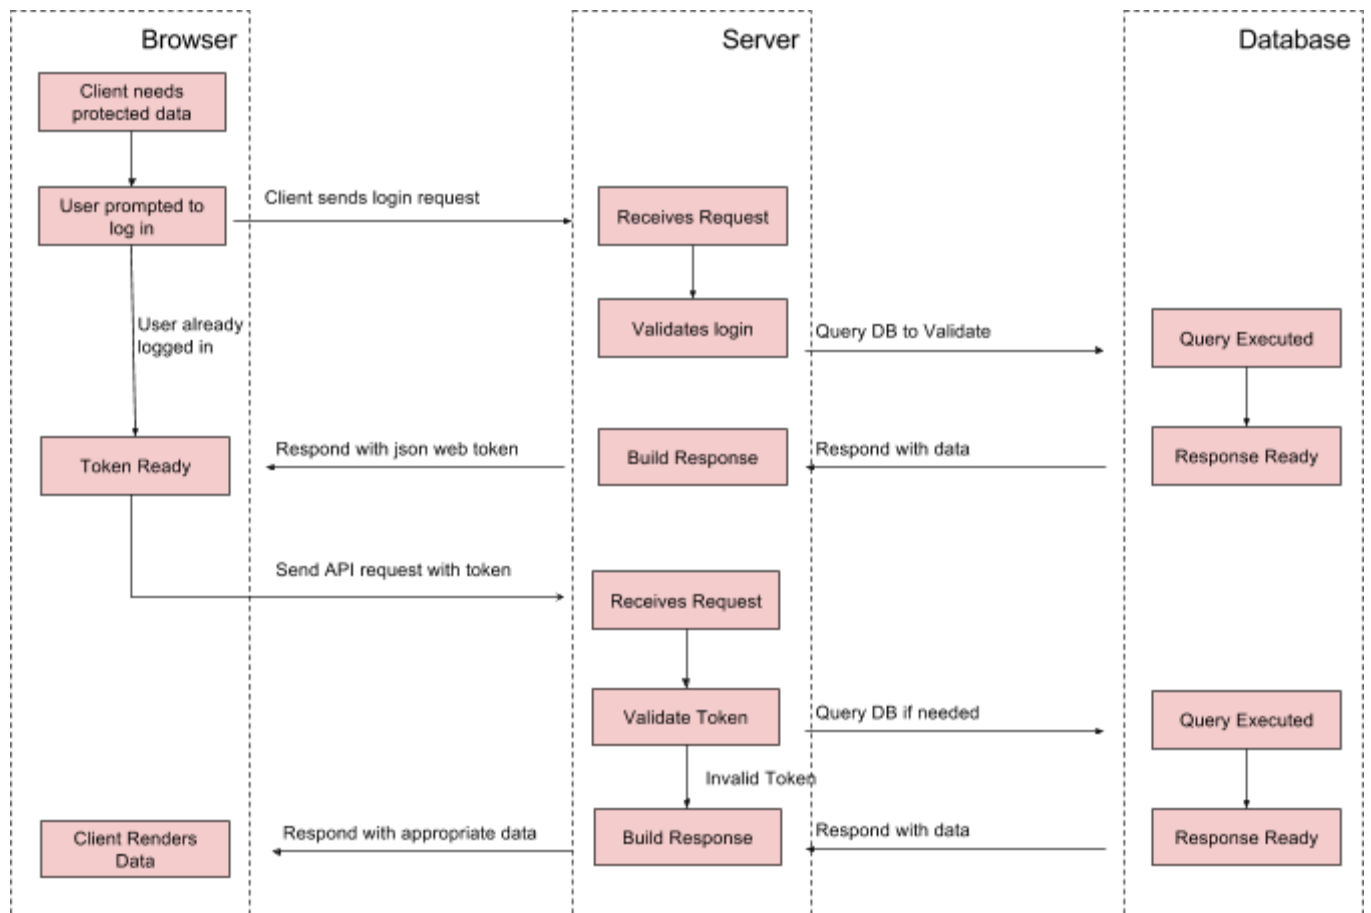 Browser
Server
Database
Client needs
protected data
User prompted to
log in
Client sends login request
Receives Request
User already
logged in
Validates login
Query DB to Validate
Query Executed
Token Ready
Respond with json web token
Build Response
Respond with data
Response Ready
Send API request with token
Receives Request
Validate Token
Query DB if needed
Query Executed
Invalid Token
Client Renders
Data
Respond with appropriate data
Build Response
Respond with data
Response Ready